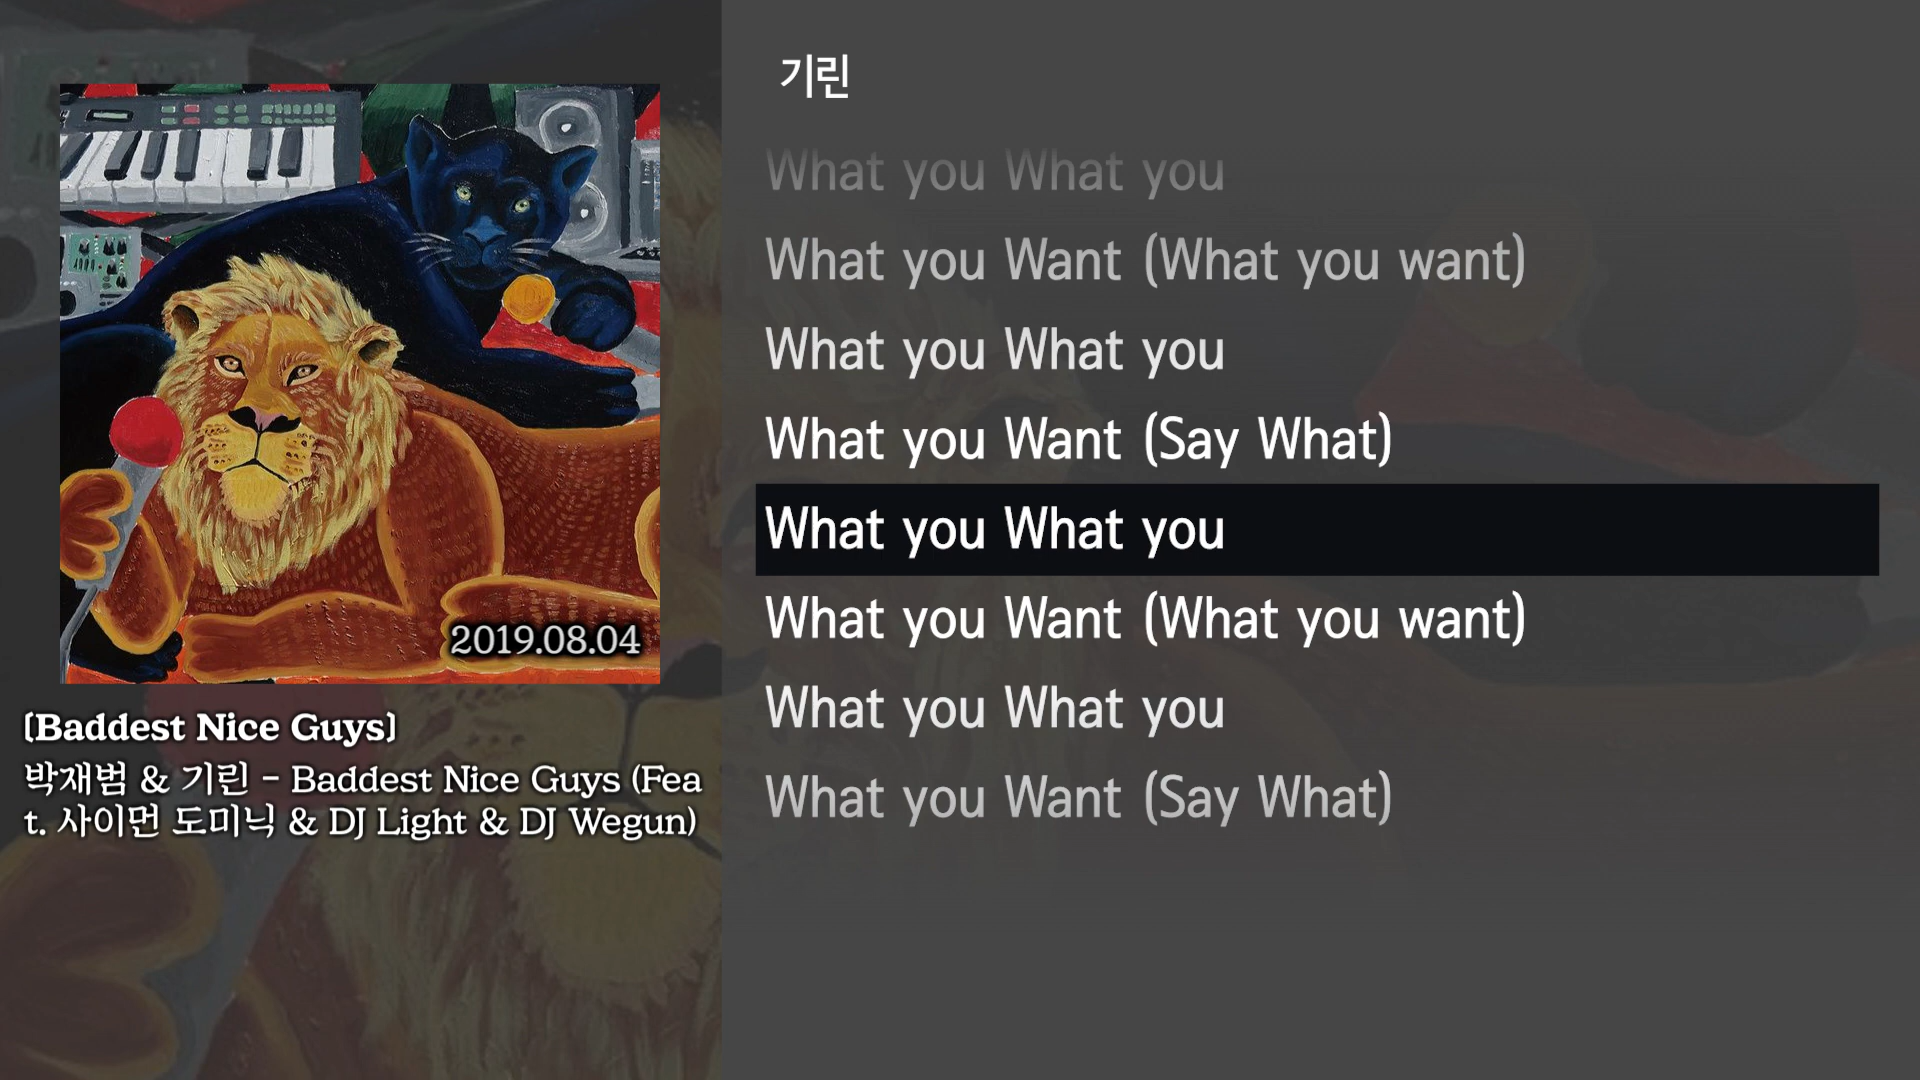 2019.08.04
[Baddest Nice Guys]
박재범 & 기린 - Baddest Nice Guys (Fea
t. 사이먼 도미닉 & DJ Light & DJ Wegun)
기린
What you What you
What you Want (What you want)
What you What you
What you Want (Say What)
What you What you
What you Want (What you want)
What you What you
What you Want (Say What)